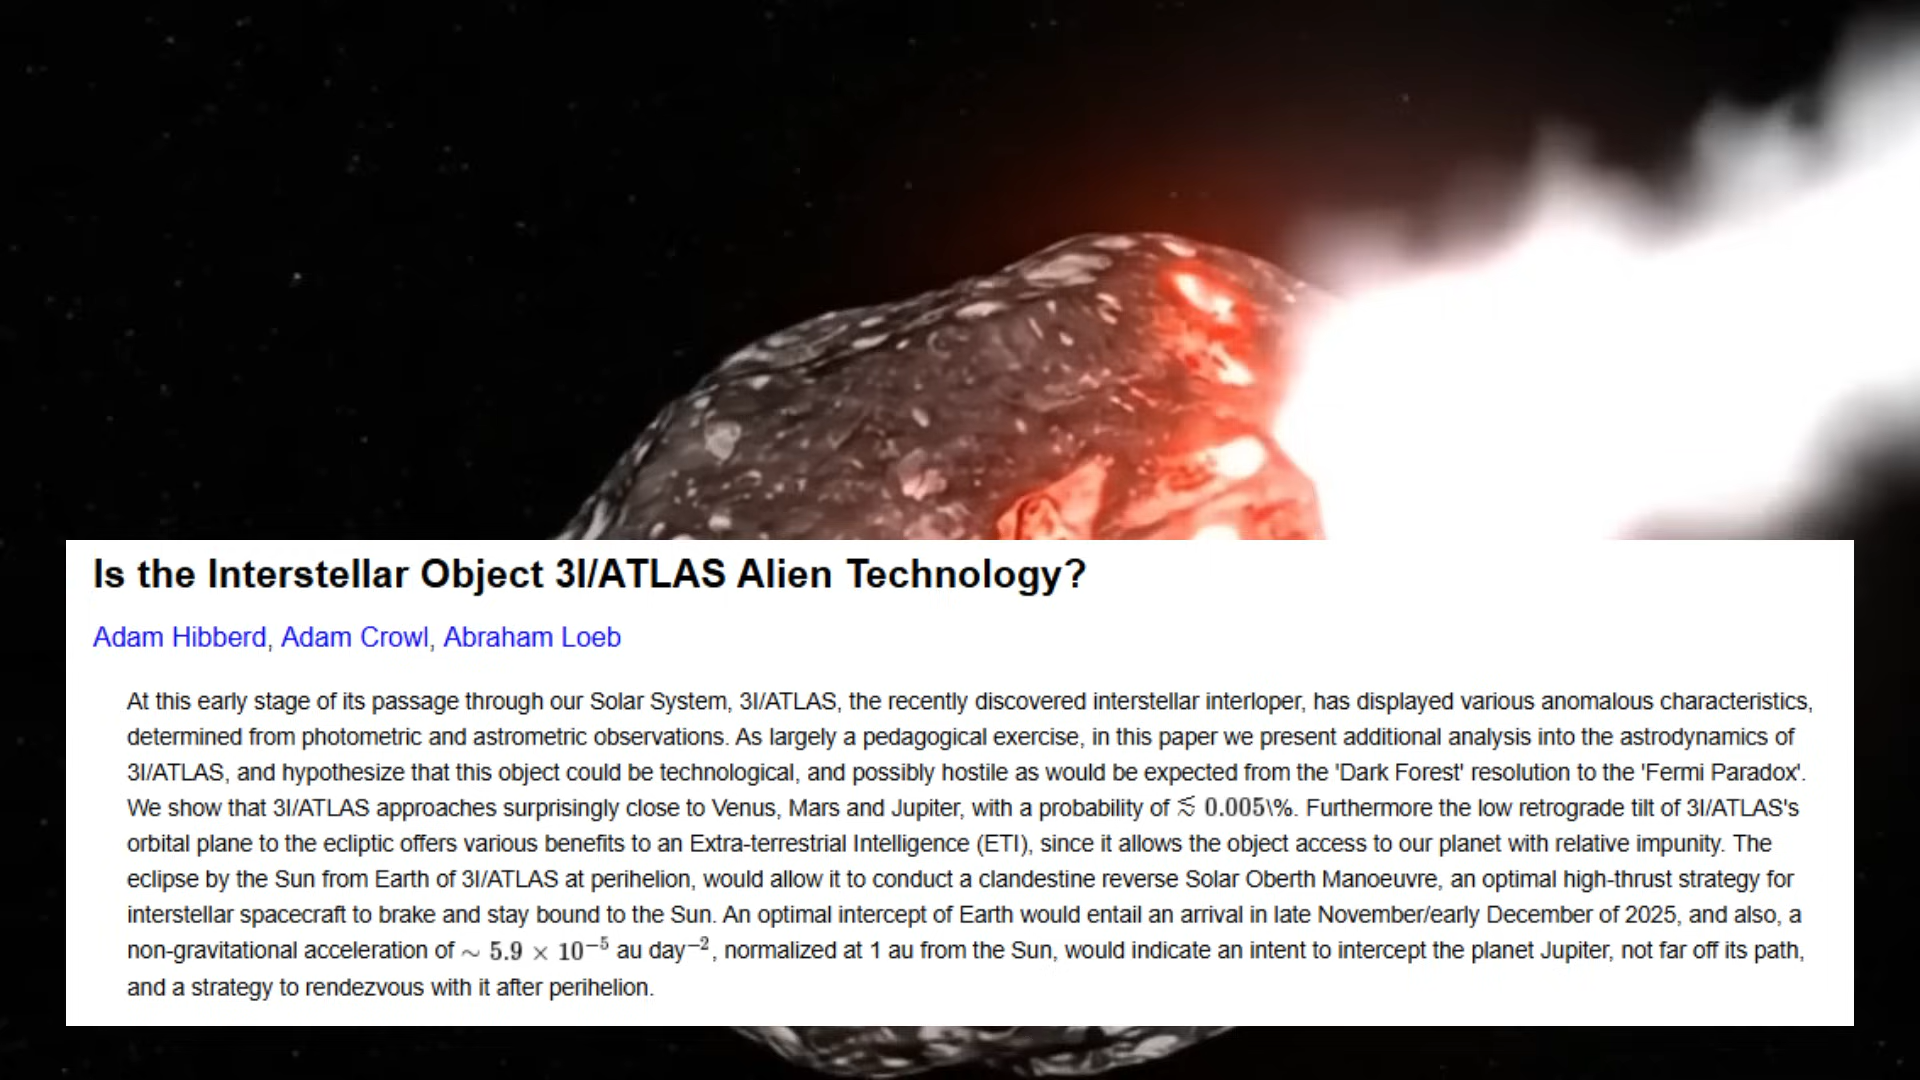 Is the Interstellar Object 3I/ATLAS Alien Technology?
Adam Hibberd, Adam Crowl, Abraham Loeb
At this early stage of its passage through our Solar System, 3I/ATLAS, the recently discovered interstellar interloper, has displayed various anomalous characteristics,
determined from photometric and astrometric observations. As largely a pedagogical exercise, in this paper we present additional analysis into the astrodynamics of
3I/ATLAS, and hypothesize that this object could be technological, and possibly hostile as would be expected from the 'Dark Forest' resolution to the 'Fermi Paradox'.
We show that 3I/ATLAS approaches surprisingly close to Venus, Mars and Jupiter, with a probability of ≲ 0.005\%. Furthermore the low retrograde tilt of 3I/ATLAS's
orbital plane to the ecliptic offers various benefits to an Extra-terrestrial Intelligence (ETI), since it allows the object access to our planet with relative impunity. The
eclipse by the Sun from Earth of 3I/ATLAS at perihelion, would allow it to conduct a clandestine reverse Solar Oberth Manoeuvre, an optimal high-thrust strategy for
interstellar spacecraft to brake and stay bound to the Sun. An optimal intercept of Earth would entail an arrival in late November/early December of 2025, and also, a
non-gravitational acceleration of ∼ 5.9 × 10⁻⁵ au day⁻², normalized at 1 au from the Sun, would indicate an intent to intercept the planet Jupiter, not far off its path,
and a strategy to rendezvous with it after perihelion.